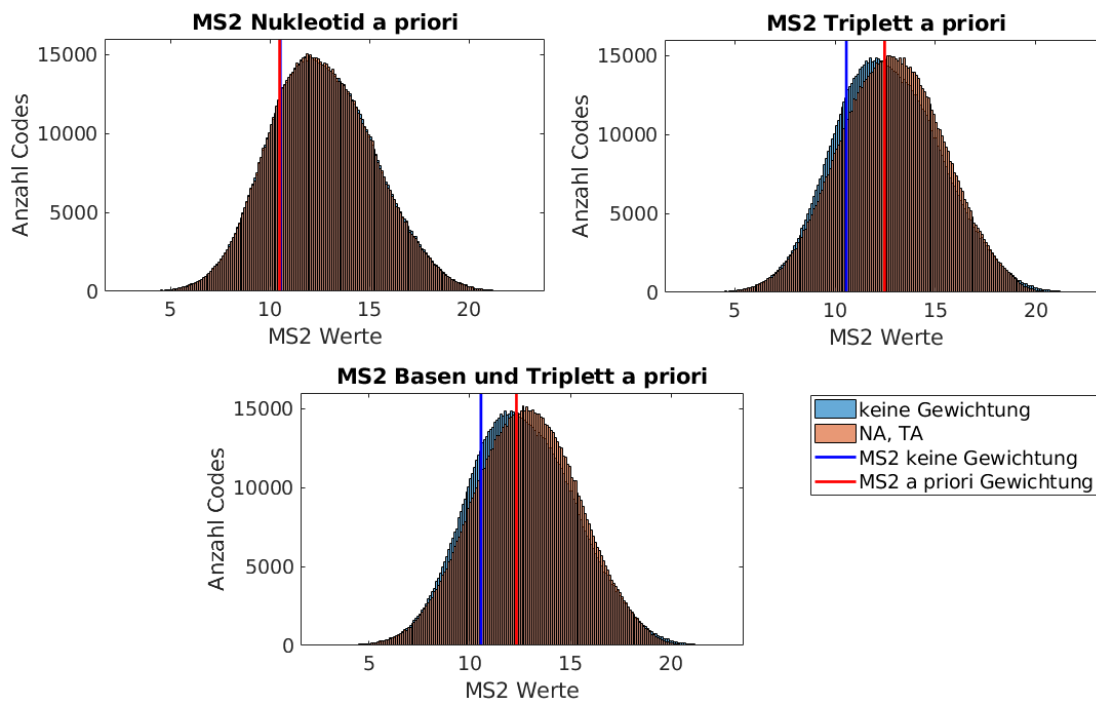 MS2 Nukleotid a priori
15000
10000
5000
0
Anzahl Codes
5 10 15 20
MS2 Werte
MS2 Triplett a priori
15000
10000
5000
0
Anzahl Codes
5 10 15 20
MS2 Werte
MS2 Basen und Triplett a priori
15000
10000
5000
0
Anzahl Codes
5 10 15 20
MS2 Werte
keine Gewichtung
NA, TA
MS2 keine Gewichtung
MS2 a priori Gewichtung